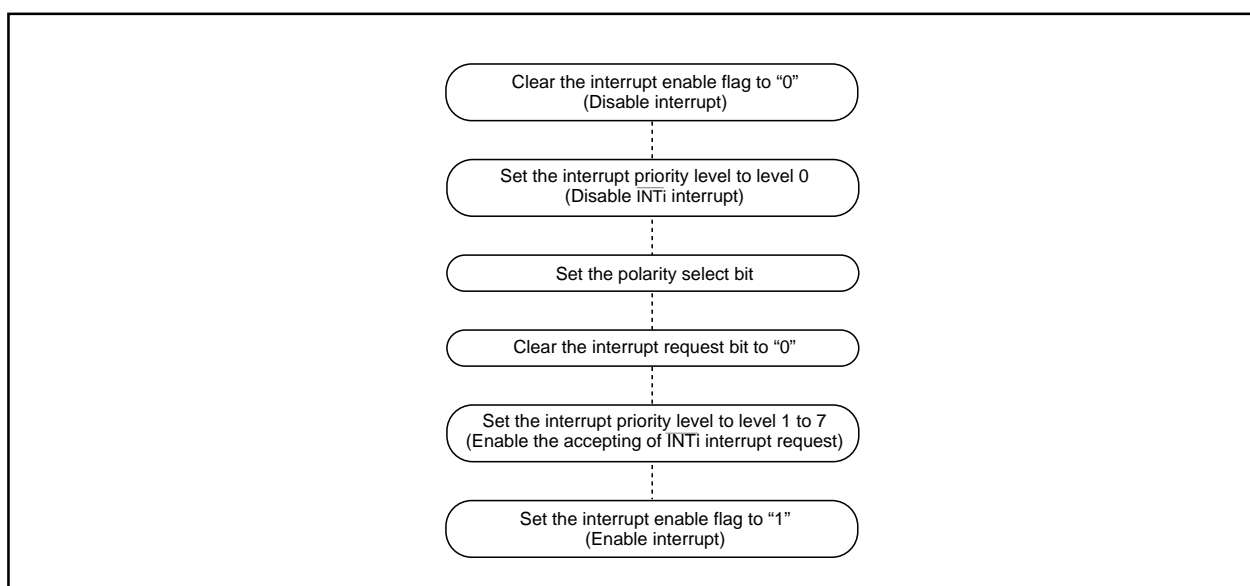 Clear the interrupt enable flag to “0”
(Disable interrupt)
Set the interrupt priority level to level 0
(Disable INTi interrupt)
Set the polarity select bit
Clear the interrupt request bit to “0”
Set the interrupt priority level to level 1 to 7
(Enable the accepting of INTi interrupt request)
Set the interrupt enable flag to “1”
(Enable interrupt)